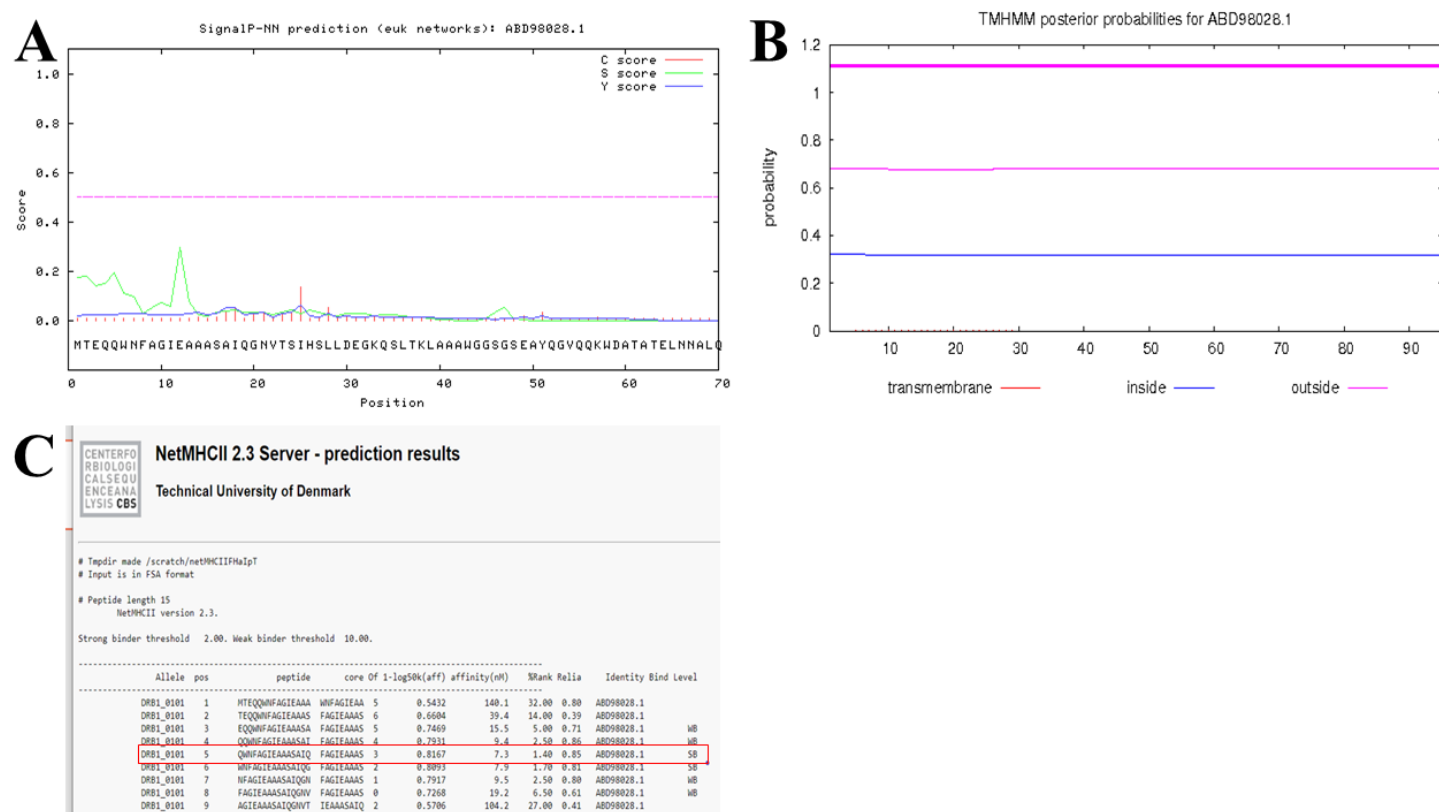 A
SignalP-NN prediction (euk networks): ABD98028.1
C score
S score
Y score
1.0
0.8
0.6
0.4
0.2
0.0
Score
MTEQQWNFAGIEAAASAIQGNVTSIHSLLDEGKQSLTKLAAAWGGSGSEAYQGVQQKWDATATELNNALQ
0 10 20 30 40 50 60 70
Position
B
TMHMM posterior probabilities for ABD98028.1
1.2
1
0.8
0.6
0.4
0.2
0
probability
10 20 30 40 50 60 70 80 90
transmembrane inside outside
C
CENTERFO
RBIOLOGI
CALSEQU
ENCEANA
LYSIS CBS
NetMHCII 2.3 Server - prediction results
Technical University of Denmark
# Tmpdir made /scratch/netMHCIIFHaIpT
# Input is in FSA format
# Peptide length 15
NetMHCII version 2.3.
Strong binder threshold 2.00. Weak binder threshold 10.00.
Allele pos peptide core Of 1-log50k(aff) affinity(nM) %Rank Relia Identity Bind Level
DRB1_0101 1 MTEQQWNFAGIEAAA WNFAGIEAA 5 0.5432 140.1 32.00 0.80 ABD98028.1
DRB1_0101 2 TEQQWNFAGIEAAAS FAGIEAAAS 6 0.6604 39.4 14.00 0.39 ABD98028.1
DRB1_0101 3 EQQWNFAGIEAAASA FAGIEAAAS 5 0.7469 15.5 5.00 0.71 ABD98028.1 WB
DRB1_0101 4 QQWNFAGIEAAASAI FAGIEAAAS 4 0.7931 9.4 2.50 0.86 ABD98028.1 WB
DRB1_0101 5 QWNFAGIEAAASAIQ FAGIEAAAS 3 0.8167 7.3 1.40 0.85 ABD98028.1 SB
DRB1_0101 6 WNFAGIEAAASAIQG FAGIEAAAS 2 0.8093 7.9 1.70 0.81 ABD98028.1 SB
DRB1_0101 7 NFAGIEAAASAIQGN FAGIEAAAS 1 0.7917 9.5 2.50 0.80 ABD98028.1 WB
DRB1_0101 8 FAGIEAAASAIQGNV FAGIEAAAS 0 0.7268 19.2 6.50 0.61 ABD98028.1 WB
DRB1_0101 9 AGIEAAASAIQGNVT IEAAASAIQ 2 0.5706 104.2 27.00 0.41 ABD98028.1